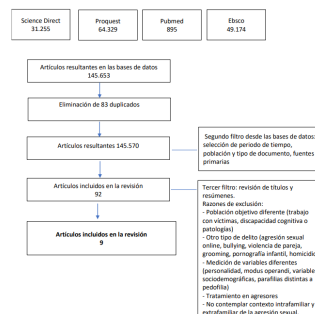 Science Direct
31.255
Proquest
64.329
Pubmed
895
Ebsco
49.174
Artículos resultantes en las bases de datos
145.653
Eliminación de 83 duplicados
Artículos resultantes 145.570
Segundo filtro desde las bases de datos:
selección de periodo de tiempo,
población y tipo de documento, fuentes
primarias
Artículos incluidos en la revisión
92
Tercer filtro: revisión de títulos y
resúmenes.
Razones de exclusión:
- Población objetivo diferente (trabajo
con víctimas, discapacidad cognitiva o
patologías)
- Otro tipo de delito (agresión sexual
online, bullying, violencia de pareja,
grooming, pornografía infantil, homicidio
- Medición de variables diferentes
(personalidad, modus operandi, variable
sociodemográficas, parafilias distintas a
pedofilia)
- Tratamiento en agresores
- No contemplar contexto intrafamiliar y
extrafamiliar de la agresión sexual
Artículos incluidos en la revisión
9